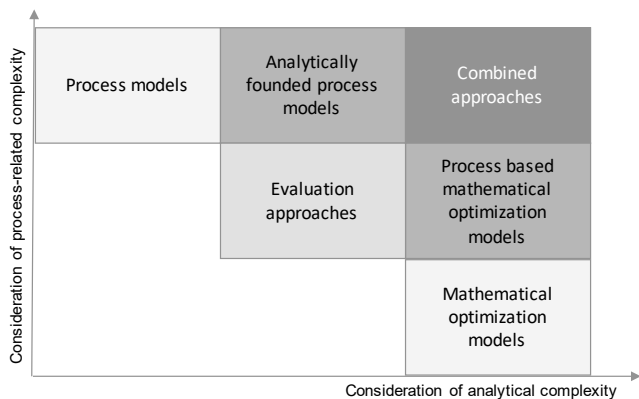 Consideration of process-related complexity
Process models
Analytically
founded process
models
Combined
approaches
Evaluation
approaches
Process based
mathematical
optimization
models
Mathematical
optimization
models
Consideration of analytical complexity